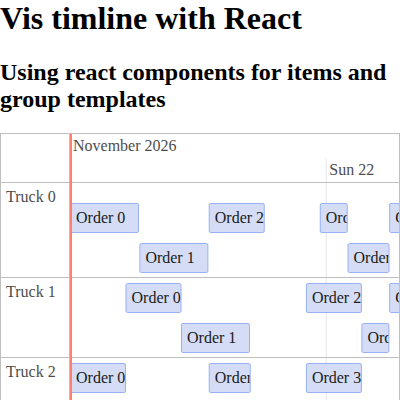 Vis timline with React
Using react components for items and
group templates
November 2026
Sun 22
Truck 0
Order 0
Order 2
Order 1
Truck 1
Order 0
Order 2
Order 1
Truck 2
Order 0
Order 3